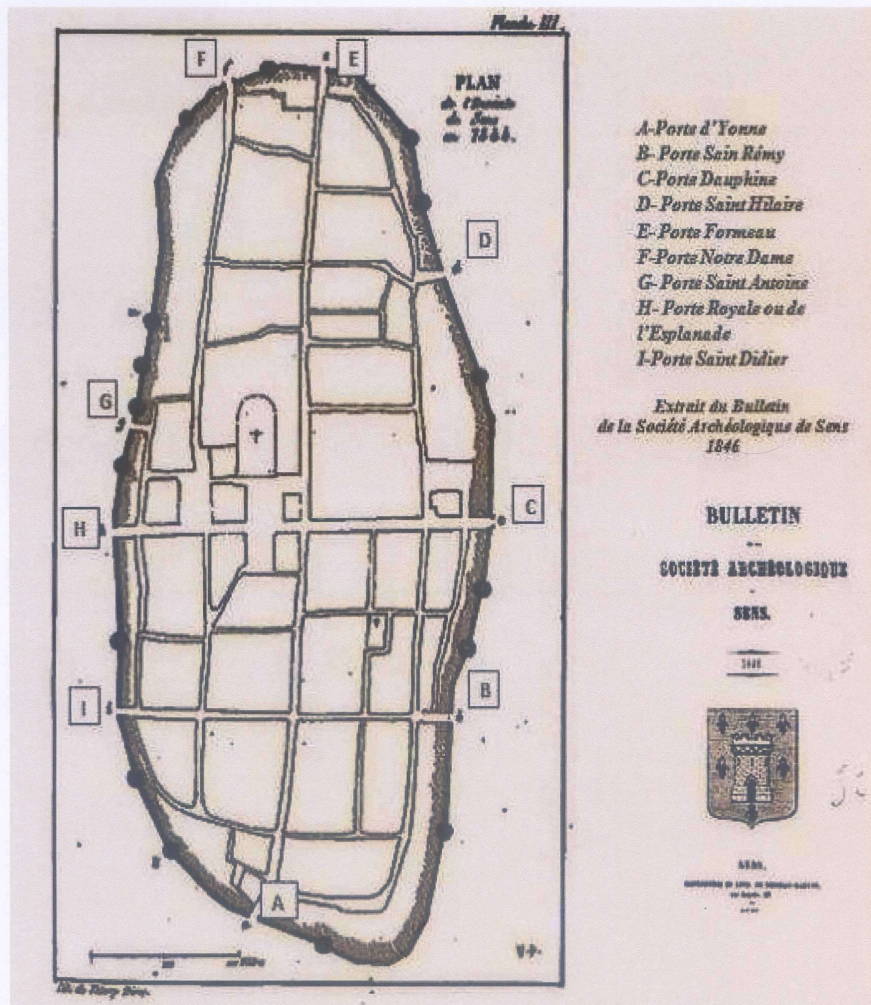 Planche III.
F
E
PLAN
de l'Enceinte
de Sens
en 1844.
D
G
H
C
I
B
A
A-Porte d'Yonne
B- Porte Sain Rémy
C-Porte Dauphine
D- Porte Saint Hilaire
E- Porte Formeau
F-Porte Notre Dame
G- Porte Saint Antoine
H- Porte Royale ou de
l'Esplanade
I-Porte Saint Didier
Extrait du Bulletin
de la Société Archéologique de Sens
1846
BULLETIN
SOCIÉTÉ ARCHÉOLOGIQUE
SENS.
SENS,